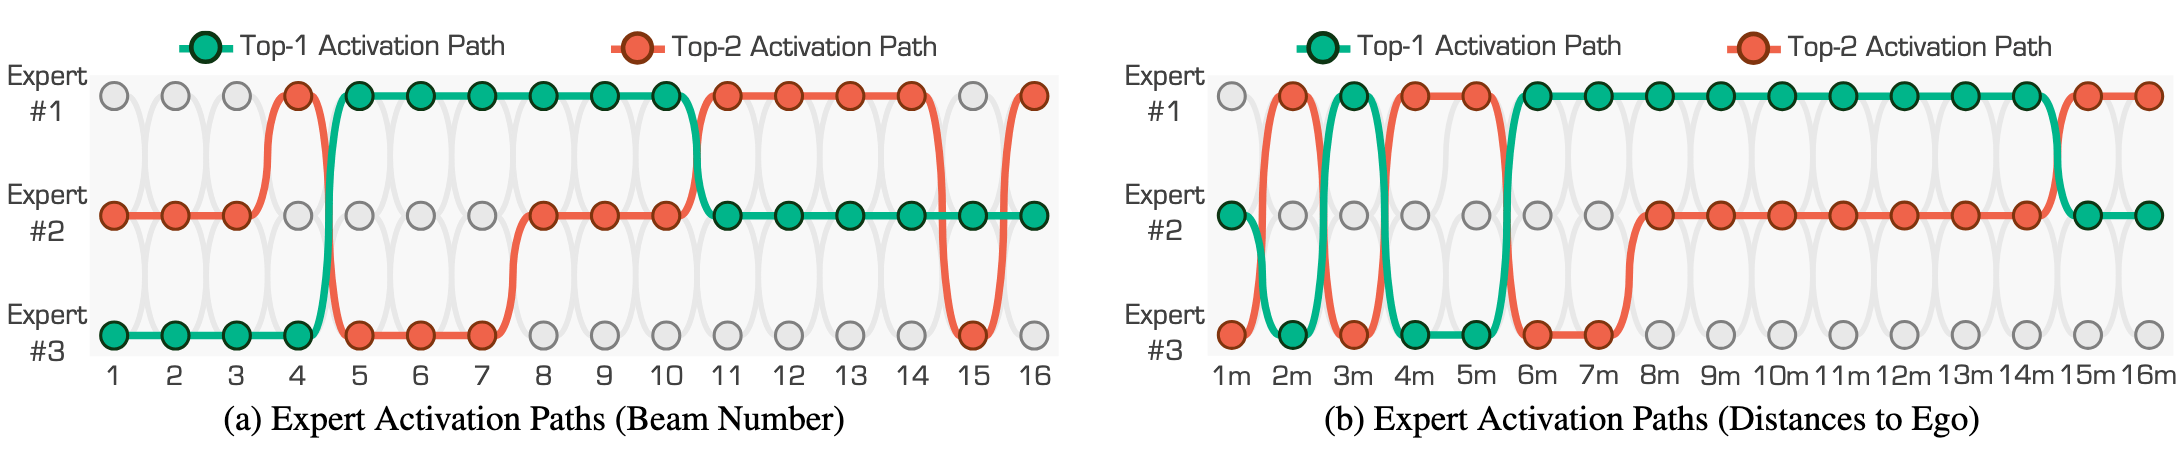 Top-1 Activation Path
Top-2 Activation Path
Expert
#1
Expert
#2
Expert
#3
1 2 3 4 5 6 7 8 9 10 11 12 13 14 15 16
(a) Expert Activation Paths (Beam Number)
Top-1 Activation Path
Top-2 Activation Path
Expert
#1
Expert
#2
Expert
#3
1m 2m 3m 4m 5m 6m 7m 8m 9m 10m 11m 12m 13m 14m 15m 16m
(b) Expert Activation Paths (Distances to Ego)